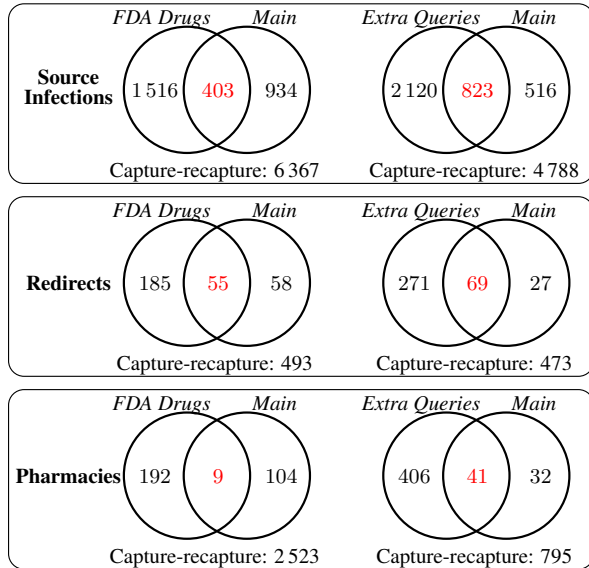 FDA Drugs Main Extra Queries Main
Source
Infections
1 516 403 934 2 120 823 516
Capture-recapture: 6 367 Capture-recapture: 4 788
FDA Drugs Main Extra Queries Main
Redirects 185 55 58 271 69 27
Capture-recapture: 493 Capture-recapture: 473
FDA Drugs Main Extra Queries Main
Pharmacies 192 9 104 406 41 32
Capture-recapture: 2 523 Capture-recapture: 795